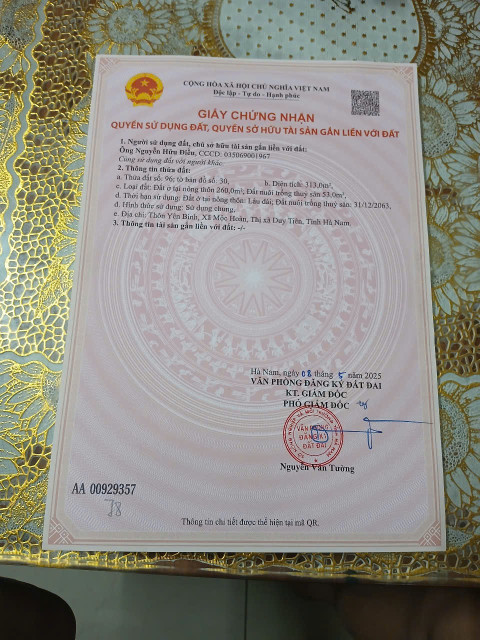 CỘNG HÒA XÃ HỘI CHỦ NGHĨA VIỆT NAM
Độc lập - Tự do - Hạnh phúc
GIẤY CHỨNG NHẬN
QUYỀN SỬ DỤNG ĐẤT, QUYỀN SỞ HỮU TÀI SẢN GẮN LIỀN VỚI ĐẤT
1. Người sử dụng đất, chủ sở hữu tài sản gắn liền với đất:
Ông Nguyễn Hữu Điều, CCCD: 035069001967
Cùng sử dụng đất với người khác.
2. Thông tin thửa đất:
a. Thửa đất số: 96; tờ bản đồ số: 30, b. Diện tích: 313,0m²,
c. Loại đất: Đất ở tại nông thôn 260,0m²; Đất nuôi trồng thuỷ sản 53,0m²,
d. Thời hạn sử dụng: Đất ở tại nông thôn: Lâu dài; Đất nuôi trồng thuỷ sản: 31/12/2063,
đ. Hình thức sử dụng: Sử dụng chung,
e. Địa chỉ: Thôn Yên Bình, Xã Mộc Hoàn, Thị xã Duy Tiên, Tỉnh Hà Nam.
3. Thông tin tài sản gắn liền với đất: -/-
Hà Nam, ngày 08 tháng 5 năm 2025
VĂN PHÒNG ĐĂNG KÝ ĐẤT ĐAI
KT. GIÁM ĐỐC
PHÓ GIÁM ĐỐC
VĂN PHÒNG
ĐĂNG KÝ
ĐẤT ĐAI
Nguyễn Văn Tường
AA 00929357
78
Thông tin chi tiết được thể hiện tại mã QR.